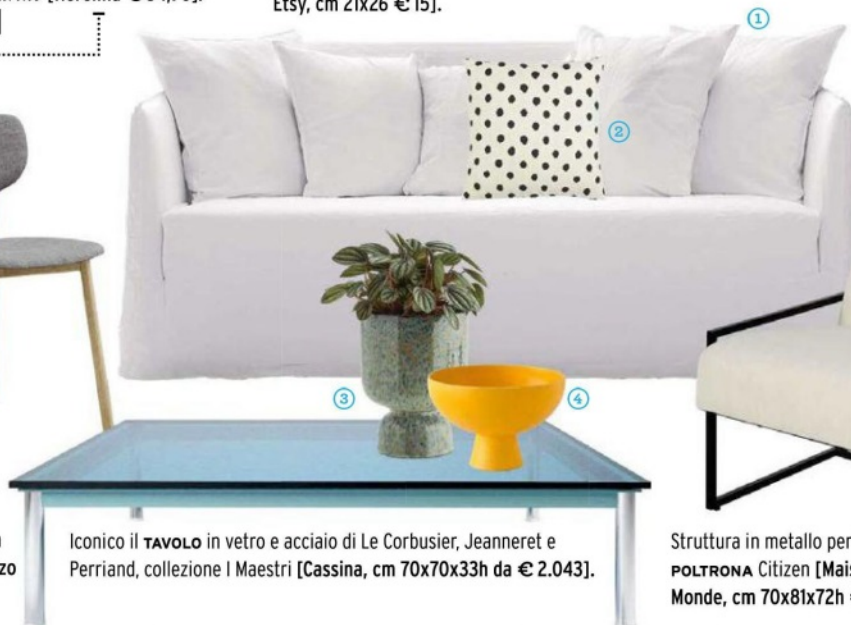 Etsy, cm 21x26 € 15].
1
2
3
4
zo
Iconico il TAVOLO in vetro e acciaio di Le Corbusier, Jeanneret e
Perriand, collezione I Maestri [Cassina, cm 70x70x33h da € 2.043].
Struttura in metallo per
POLTRONA Citizen [Mais
Monde, cm 70x81x72h